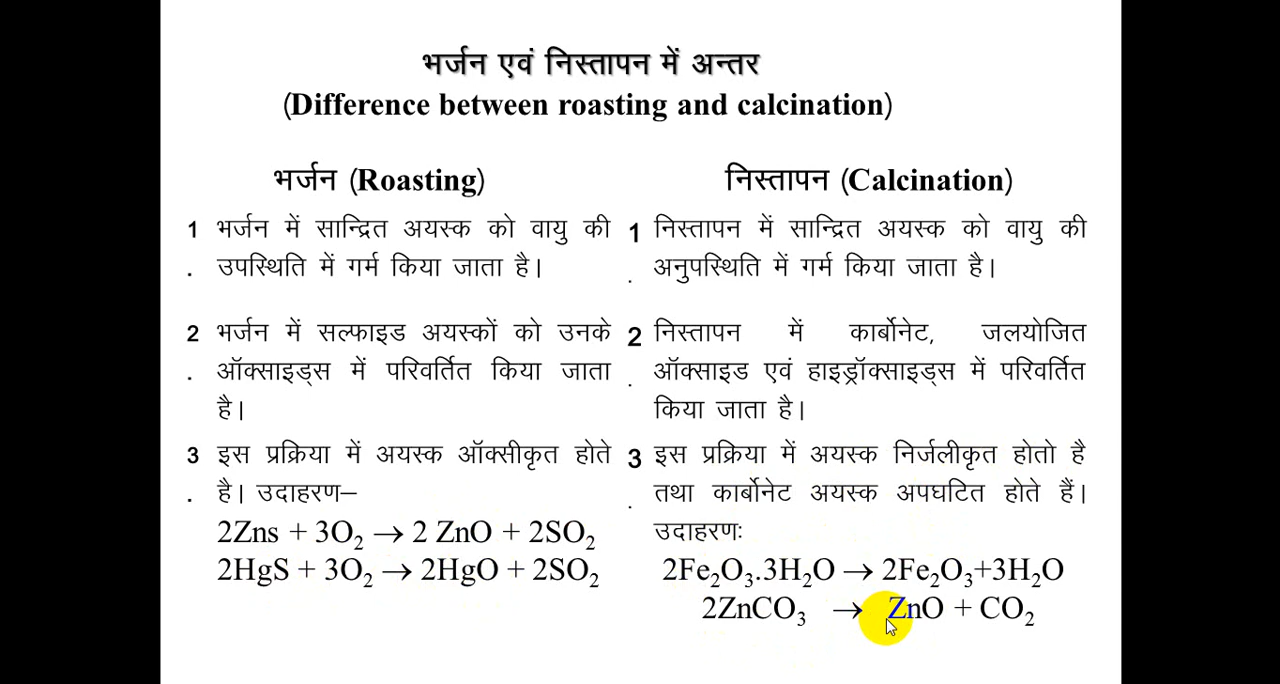 भर्जन एवं निस्तापन में अन्तर
(Difference between roasting and calcination)
भर्जन (Roasting)
1. भर्जन में सान्द्रित अयस्क को वायु की
उपस्थिति में गर्म किया जाता है।
2. भर्जन में सल्फाइड अयस्कों को उनके
ऑक्साइड्स में परिवर्तित किया जाता
है।
3. इस प्रक्रिया में अयस्क ऑक्सीकृत होते
है। उदाहरण–
2Zns + 3O₂ → 2 ZnO + 2SO₂
2HgS + 3O₂ → 2HgO + 2SO₂
निस्तापन (Calcination)
1. निस्तापन में सान्द्रित अयस्क को वायु की
अनुपस्थिति में गर्म किया जाता है।
2. निस्तापन में कार्बोनेट, जलयोजित
ऑक्साइड एवं हाइड्रॉक्साइड्स में परिवर्तित
किया जाता है।
3. इस प्रक्रिया में अयस्क निर्जलीकृत होतो है
तथा कार्बोनेट अयस्क अपघटित होते हैं।
उदाहरणः
2Fe₂O₃.3H₂O → 2Fe₂O₃+3H₂O
2ZnCO₃ → ZnO + CO₂